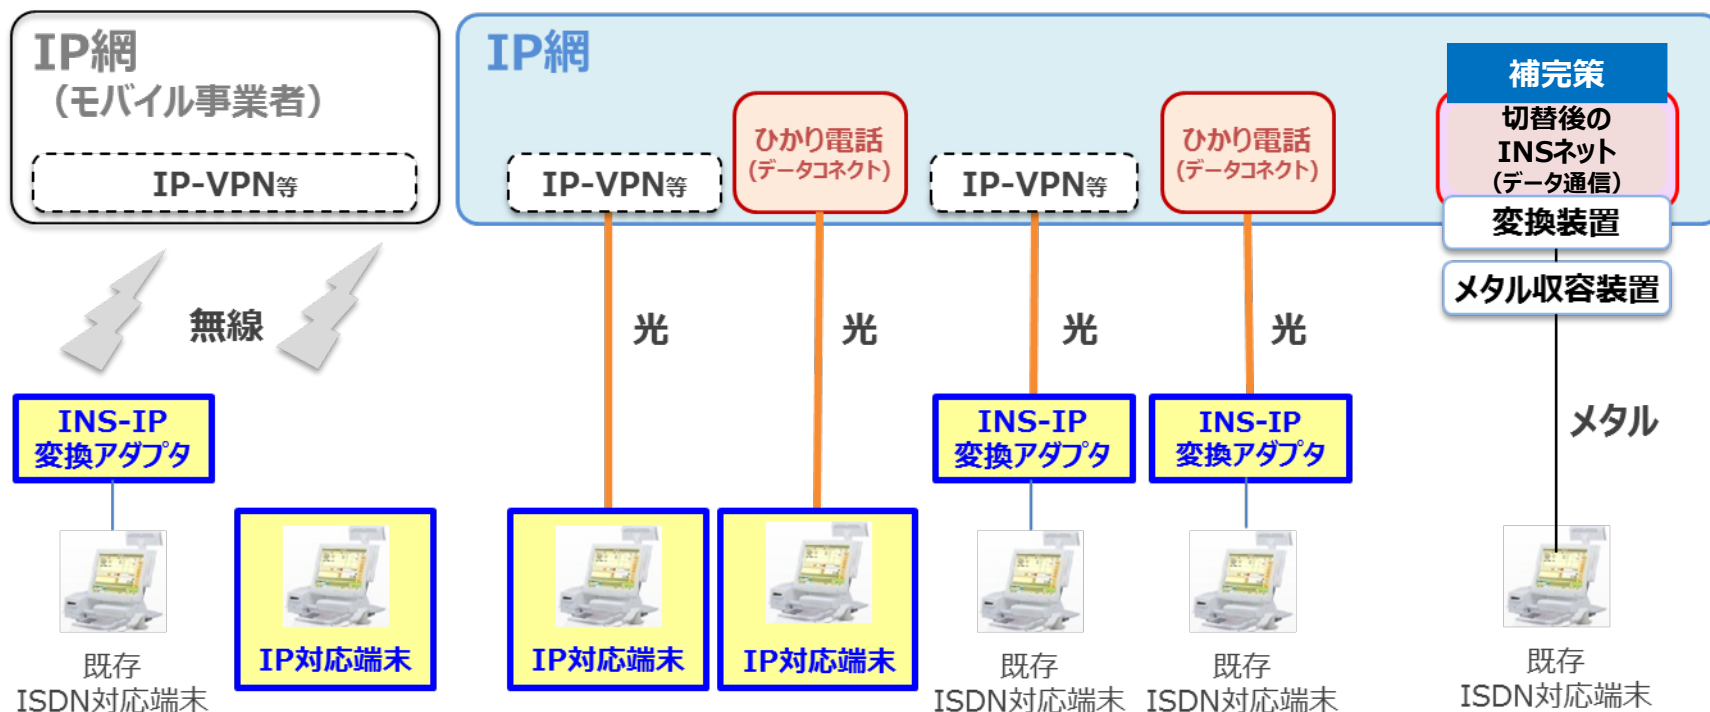 IP網
（モバイル事業者）
IP-VPN等
無線
INS-IP
変換アダプタ
既存
ISDN対応端末
IP対応端末
IP網
IP-VPN等
光
IP対応端末
ひかり電話
(データコネクト)
光
IP対応端末
IP-VPN等
光
INS-IP
変換アダプタ
既存
ISDN対応端末
ひかり電話
(データコネクト)
光
INS-IP
変換アダプタ
既存
ISDN対応端末
補完策
切替後の
INSネット
(データ通信)
変換装置
メタル収容装置
メタル
既存
ISDN対応端末